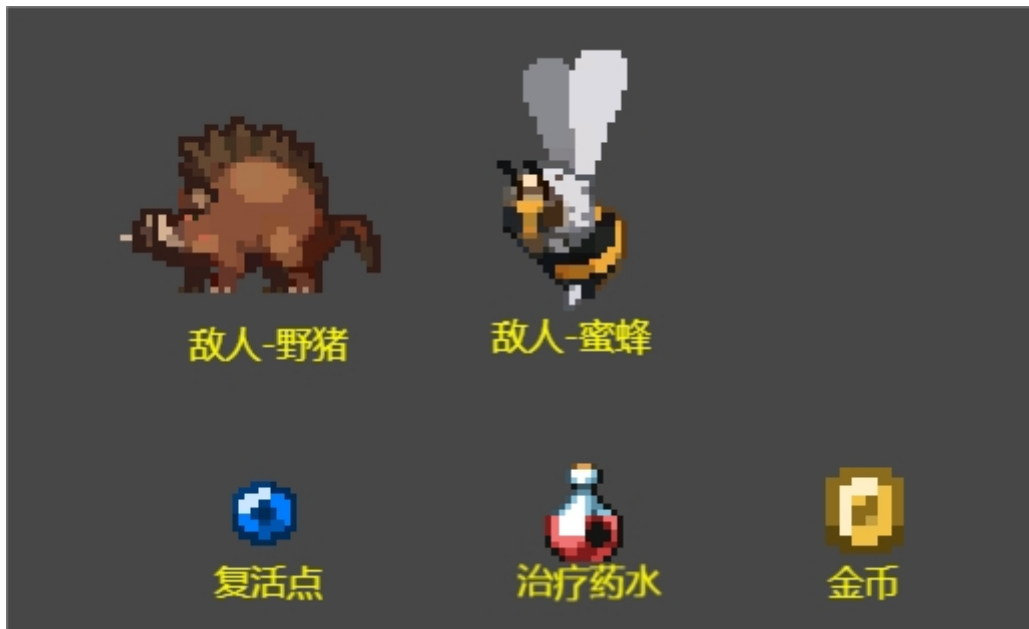 敌人-野猪
敌人-蜜蜂
复活点
治疗药水
金币